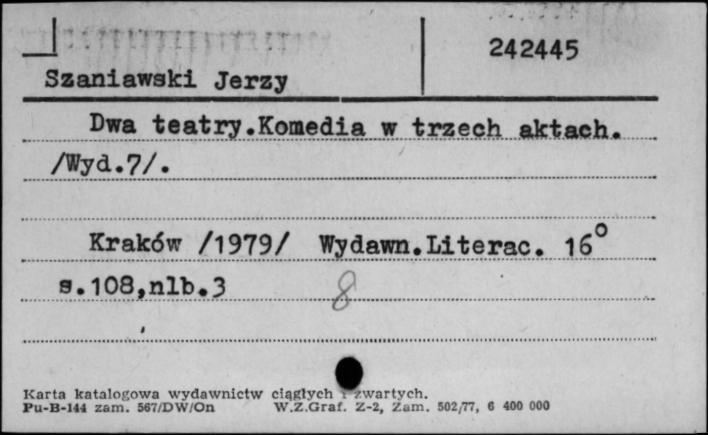 242445
Szaniawski Jerzy
Dwa teatry.Komedia w trzech aktach.
/Wyd.7/.
Kraków /1979/ Wydawn.Literac. 16°
s.108,nlb.3
8
Karta katalogowa wydawnictw ciągłych i zwartych.
Pu-B-144 zam. 567/DW/On W.Z.Graf. Z-2, Zam. 502/77, 6 400 000